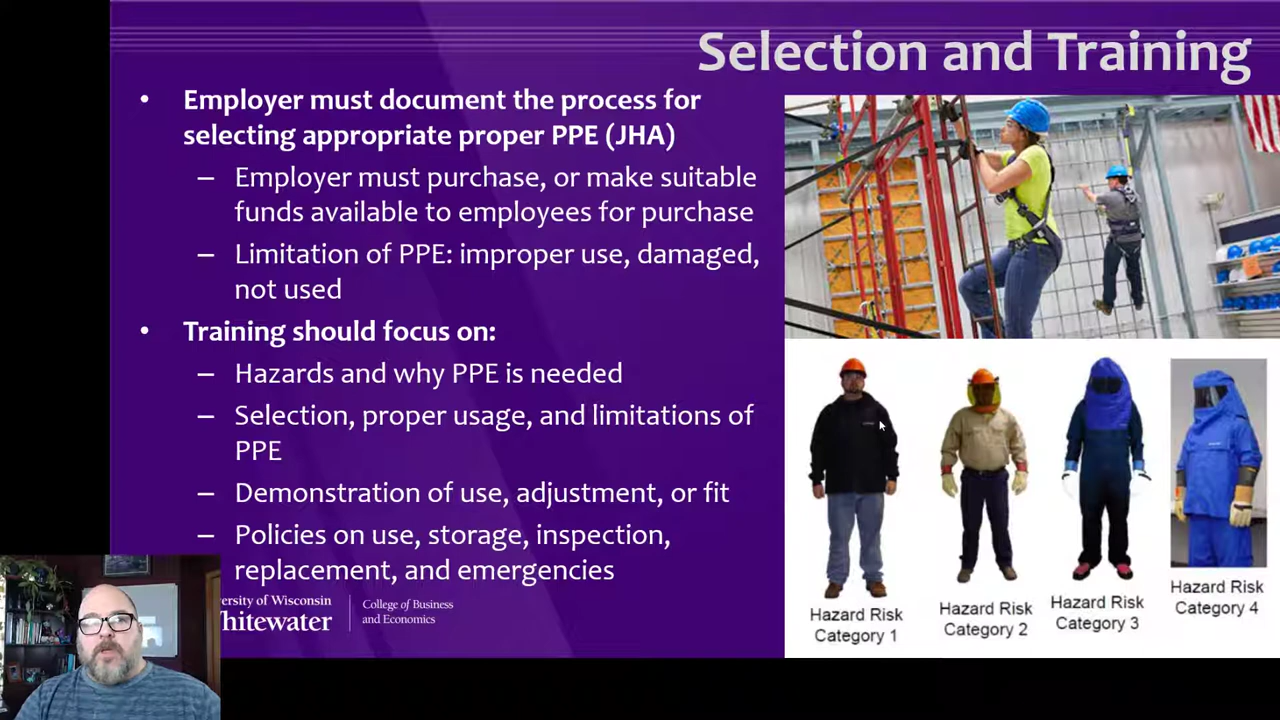 Selection and Training
• Employer must document the process for
selecting appropriate proper PPE (JHA)
– Employer must purchase, or make suitable
funds available to employees for purchase
– Limitation of PPE: improper use, damaged,
not used
• Training should focus on:
– Hazards and why PPE is needed
– Selection, proper usage, and limitations of
PPE
– Demonstration of use, adjustment, or fit
– Policies on use, storage, inspection,
replacement, and emergencies
of Wisconsin
College of Business
and Economics
Hazard Risk
Category 1
Hazard Risk
Category 2
Hazard Risk
Category 3
Hazard Risk
Category 4